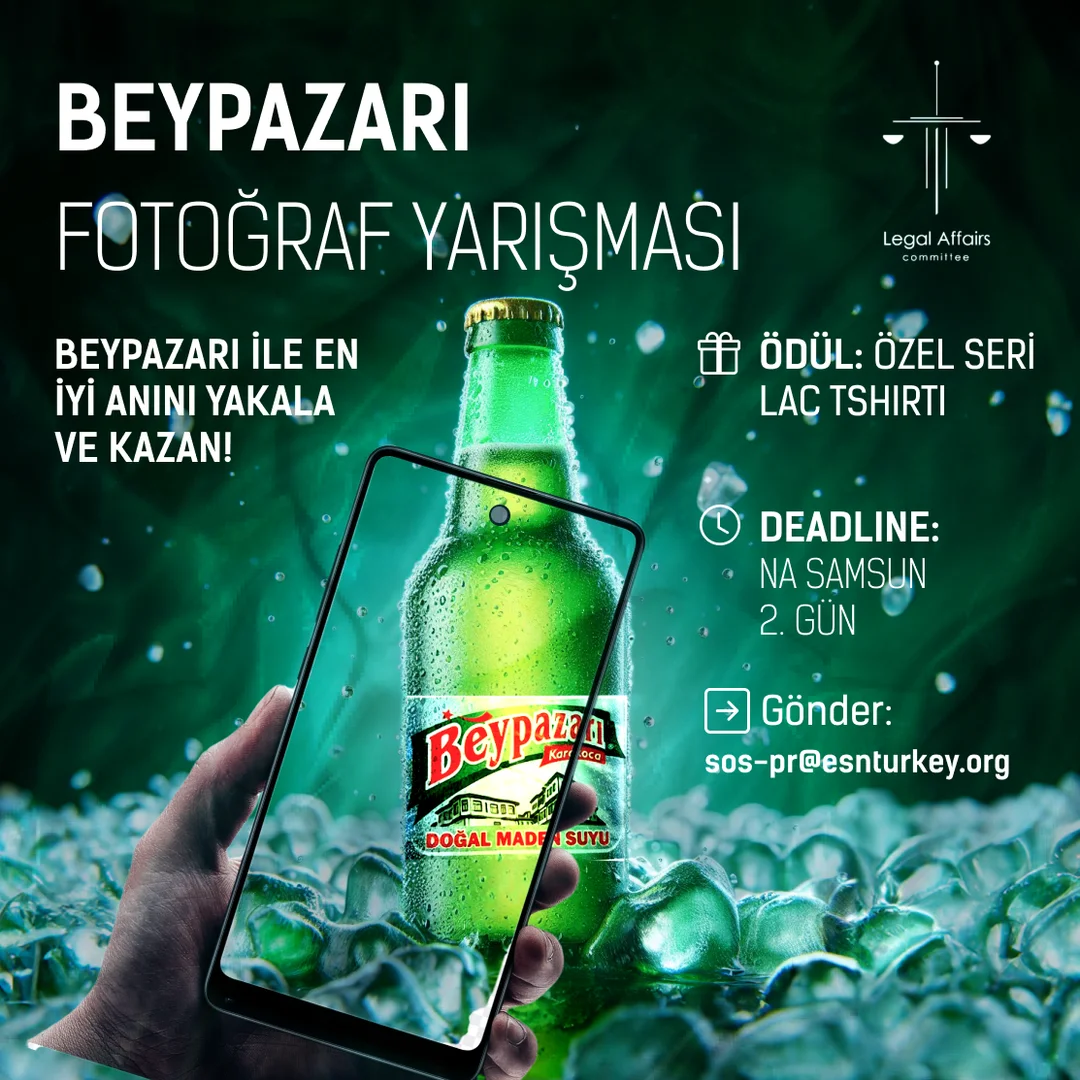 BEYPAZARI
FOTOĞRAF YARIŞMASI
Legal Affairs
committee
BEYPAZARI İLE EN
İYİ ANINI YAKALA
VE KAZAN!
ÖDÜL: ÖZEL SERİ
LAC TSHIRTI
DEADLINE:
NA SAMSUN
2. GÜN
Gönder:
sos-pr@esnturkey.org
Beypazarı
Karakoca
DOĞAL MADEN SUYU